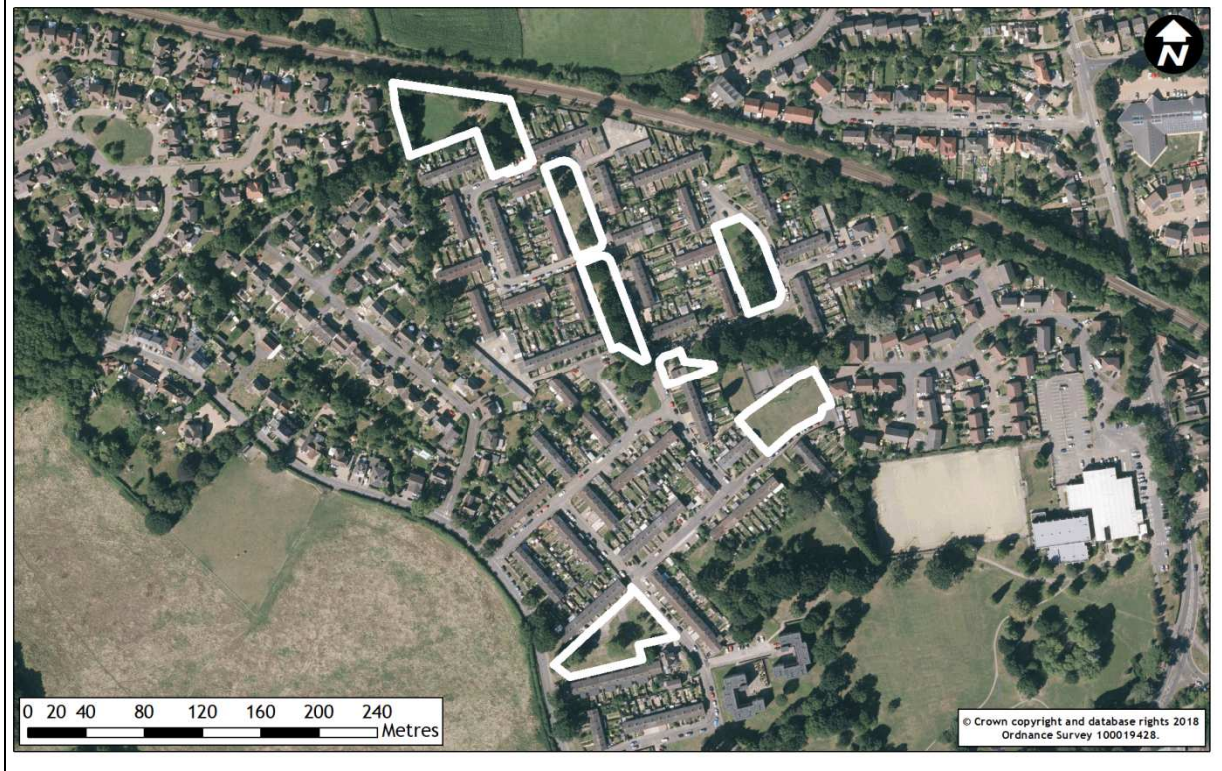 N
0 20 40 80 120 160 200 240
Metres
© Crown copyright and database rights 2018
Ordnance Survey 100019428.